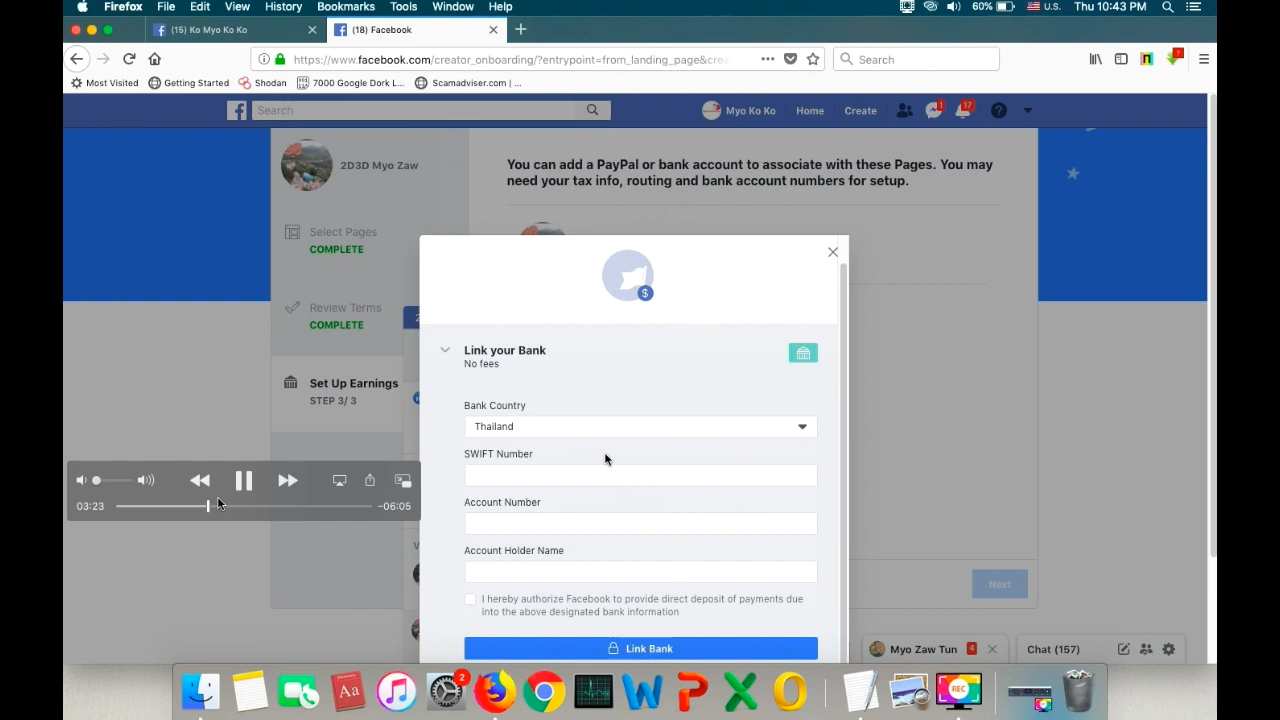 Firefox File Edit View History Bookmarks Tools Window Help 60% U.S. Thu 10:43 PM
(15) Ko Myo Ko Ko (18) Facebook
https://www.facebook.com/creator_onboarding/?entrypoint=from_landing_page&crea Search
Most Visited Getting Started Shodan 7000 Google Dork L... Scamadviser.com | ...
Search Myo Ko Ko Home Create 1 17
2D3D Myo Zaw
You can add a PayPal or bank account to associate with these Pages. You may
need your tax info, routing and bank account numbers for setup.
Select Pages
COMPLETE
Review Terms
COMPLETE
Set Up Earnings
STEP 3/ 3
Link your Bank
No fees
Bank Country
Thailand
SWIFT Number
Account Number
Account Holder Name
I hereby authorize Facebook to provide direct deposit of payments due
into the above designated bank information
Link Bank
03:23 −06:05
Next
Myo Zaw Tun 4 Chat (157)
2
REC